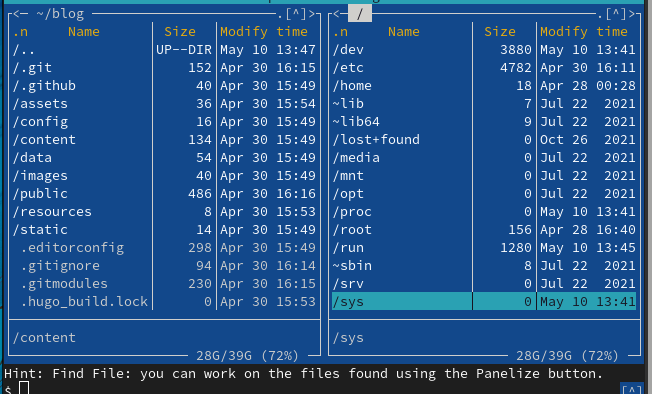 <─ ~/blog .[^]>
.n Name Size Modify time
/.. UP--DIR May 10 13:47
/.git 152 Apr 30 16:15
/.github 40 Apr 30 15:49
/assets 36 Apr 30 15:54
/config 16 Apr 30 15:49
/content 134 Apr 30 15:49
/data 54 Apr 30 15:49
/images 40 Apr 30 15:49
/public 486 Apr 30 16:16
/resources 8 Apr 30 15:53
/static 14 Apr 30 15:49
.editorconfig 298 Apr 30 15:49
.gitignore 94 Apr 30 16:14
.gitmodules 230 Apr 30 16:15
.hugo_build.lock 0 Apr 30 15:53
/content
28G/39G (72%)
<─ / .[^]>
.n Name Size Modify time
/dev 3880 May 10 13:41
/etc 4782 Apr 30 16:11
/home 18 Apr 28 00:28
~lib 7 Jul 22 2021
~lib64 9 Jul 22 2021
/lost+found 0 Oct 26 2021
/media 0 Jul 22 2021
/mnt 0 Jul 22 2021
/opt 0 Jul 22 2021
/proc 0 May 10 13:41
/root 156 Apr 28 16:40
/run 1280 May 10 13:45
~sbin 8 Jul 22 2021
/srv 0 Jul 22 2021
/sys 0 May 10 13:41
/sys
28G/39G (72%)
Hint: Find File: you can work on the files found using the Panelize button.
$ [^]